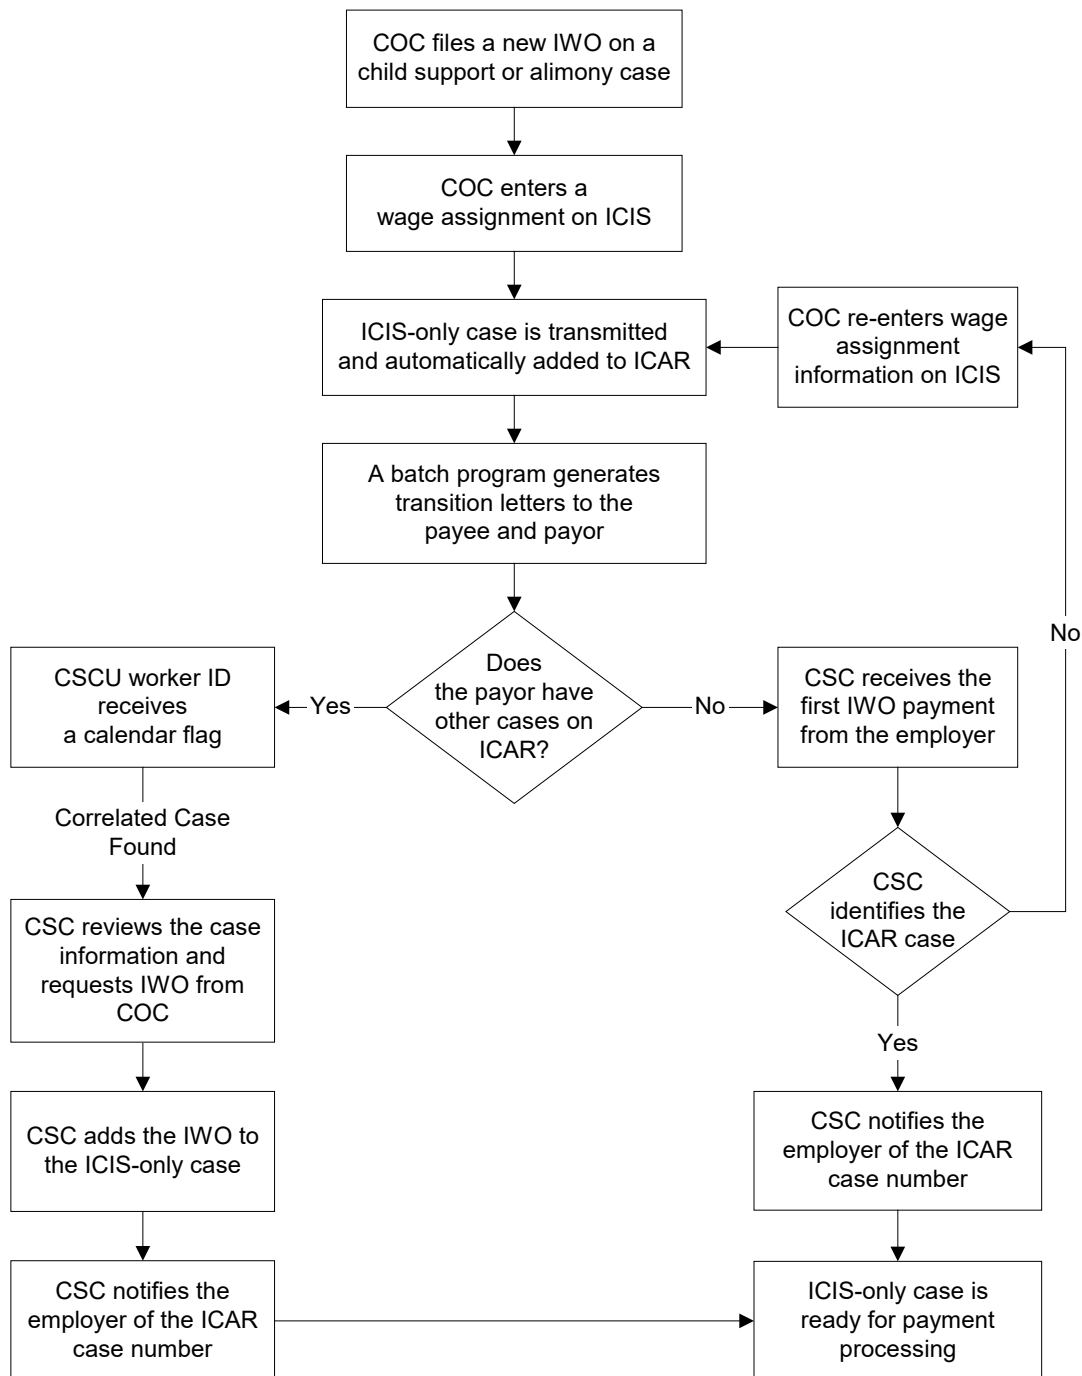 COC files a new IWO on a
child support or alimony case
COC enters a
wage assignment on ICIS
ICIS-only case is transmitted
and automatically added to ICAR
COC re-enters wage
assignment
information on ICIS
A batch program generates
transition letters to the
payee and payor
No
Does
the payor have
other cases on
ICAR?
Yes
No
CSCU worker ID
receives
a calendar flag
CSC receives the
first IWO payment
from the employer
Correlated Case
Found
CSC
identifies the
ICAR case
CSC reviews the case
information and
requests IWO from
COC
Yes
CSC adds the IWO to
the ICIS-only case
CSC notifies the
employer of the ICAR
case number
CSC notifies the
employer of the ICAR
case number
ICIS-only case is
ready for payment
processing